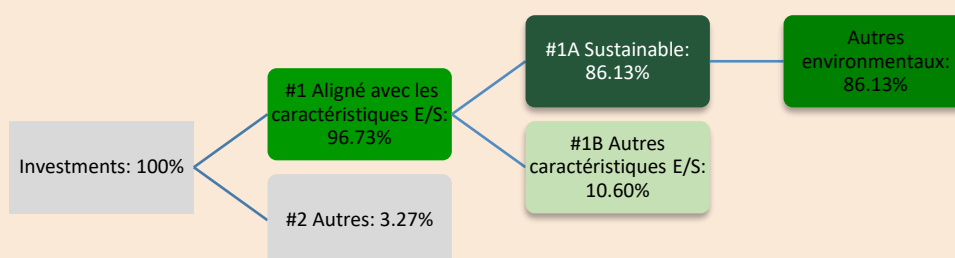 Investments: 100%
#1 Aligné avec les
caractéristiques E/S:
96.73%
#2 Autres: 3.27%
#1A Sustainable:
86.13%
#1B Autres
caractéristiques E/S:
10.60%
Autres
environmentaux:
86.13%